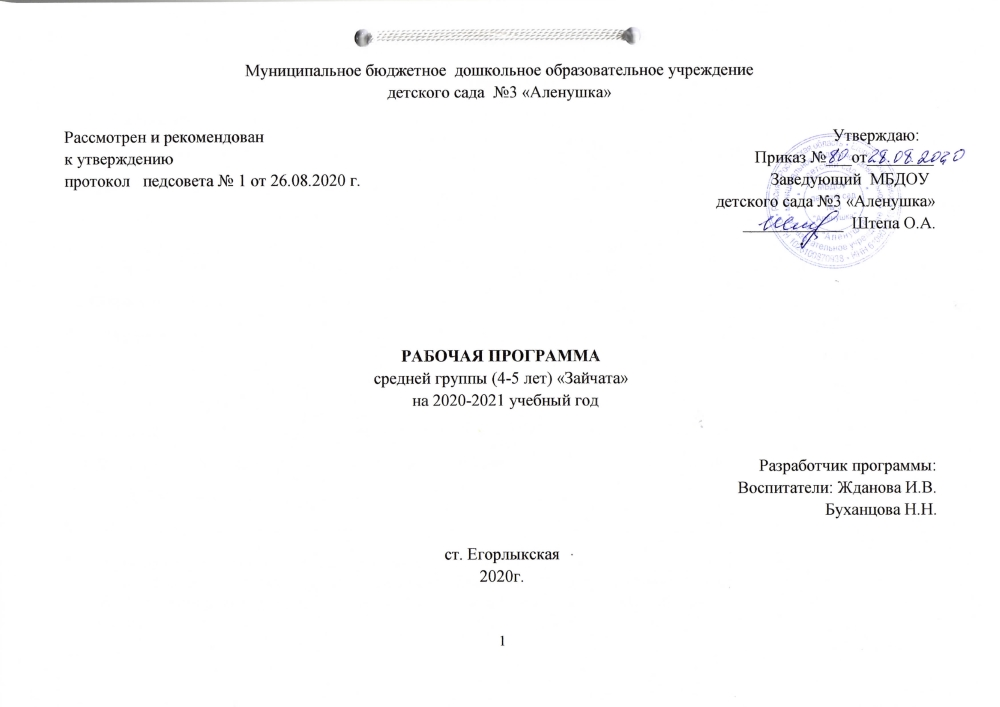 Муниципальное бюджетное дошкольное образовательное учреждение
детского сада №3 «Аленушка»
Рассмотрен и рекомендован
к утверждению
протокол педсовета № 1 от 26.08.2020 г.
Утверждаю:
Приказ № 80 от 28.08.2020
Заведующий МБДОУ
детского сада №3 «Аленушка»
Штепа О.А.
РАБОЧАЯ ПРОГРАММА
средней группы (4-5 лет) «Зайчата»
на 2020-2021 учебный год
Разработчик программы:
Воспитатели: Жданова И.В.
Буханцова Н.Н.
ст. Егорлыкская
2020г.
1